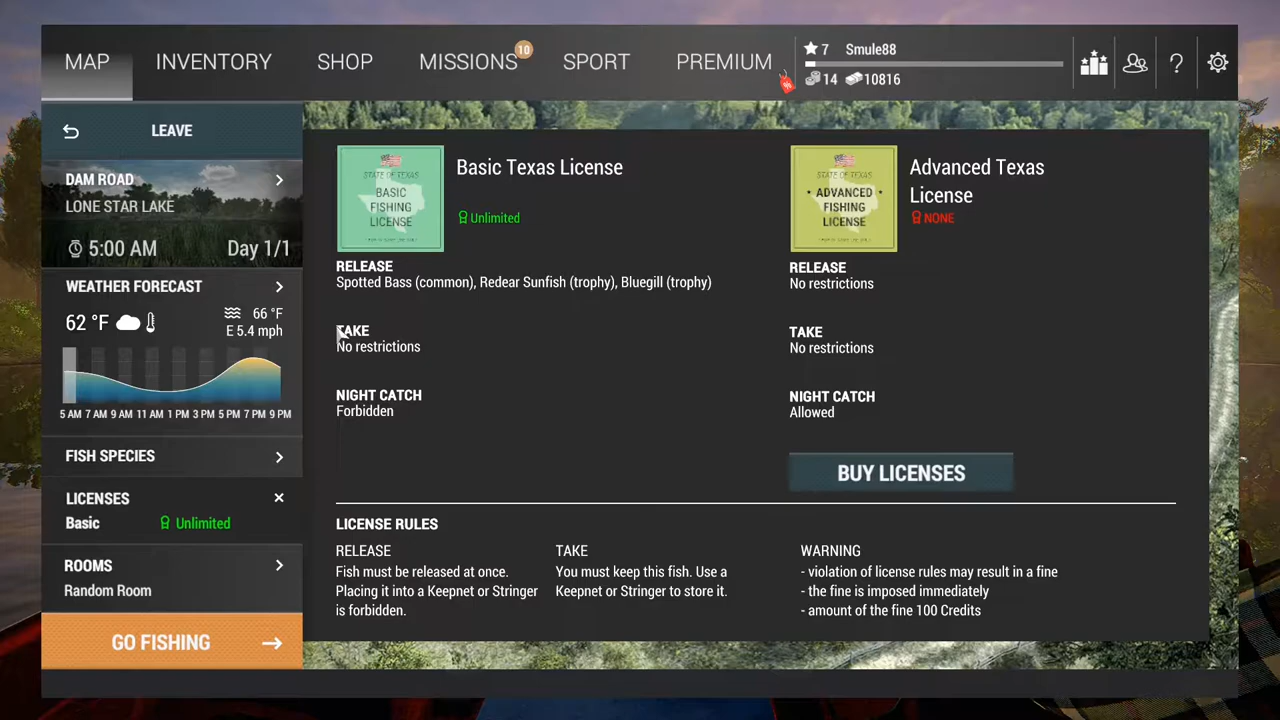 MAP
INVENTORY
SHOP
MISSIONS
10
SPORT
PREMIUM
7 Smule88
14 10816
?
LEAVE
DAM ROAD
LONE STAR LAKE
5:00 AM Day 1/1
WEATHER FORECAST
62 °F
66 °F
E 5.4 mph
5 AM 7 AM 9 AM 11 AM 1 PM 3 PM 5 PM 7 PM 9 PM
FISH SPECIES
LICENSES
Basic Unlimited
ROOMS
Random Room
GO FISHING
STATE OF TEXAS
BASIC
FISHING
LICENSE
Basic Texas License
Unlimited
RELEASE
Spotted Bass (common), Redear Sunfish (trophy), Bluegill (trophy)
TAKE
No restrictions
NIGHT CATCH
Forbidden
STATE OF TEXAS
• ADVANCED •
FISHING
LICENSE
Advanced Texas
License
NONE
RELEASE
No restrictions
TAKE
No restrictions
NIGHT CATCH
Allowed
BUY LICENSES
LICENSE RULES
RELEASE
Fish must be released at once.
Placing it into a Keepnet or Stringer
is forbidden.
TAKE
You must keep this fish. Use a
Keepnet or Stringer to store it.
WARNING
- violation of license rules may result in a fine
- the fine is imposed immediately
- amount of the fine 100 Credits